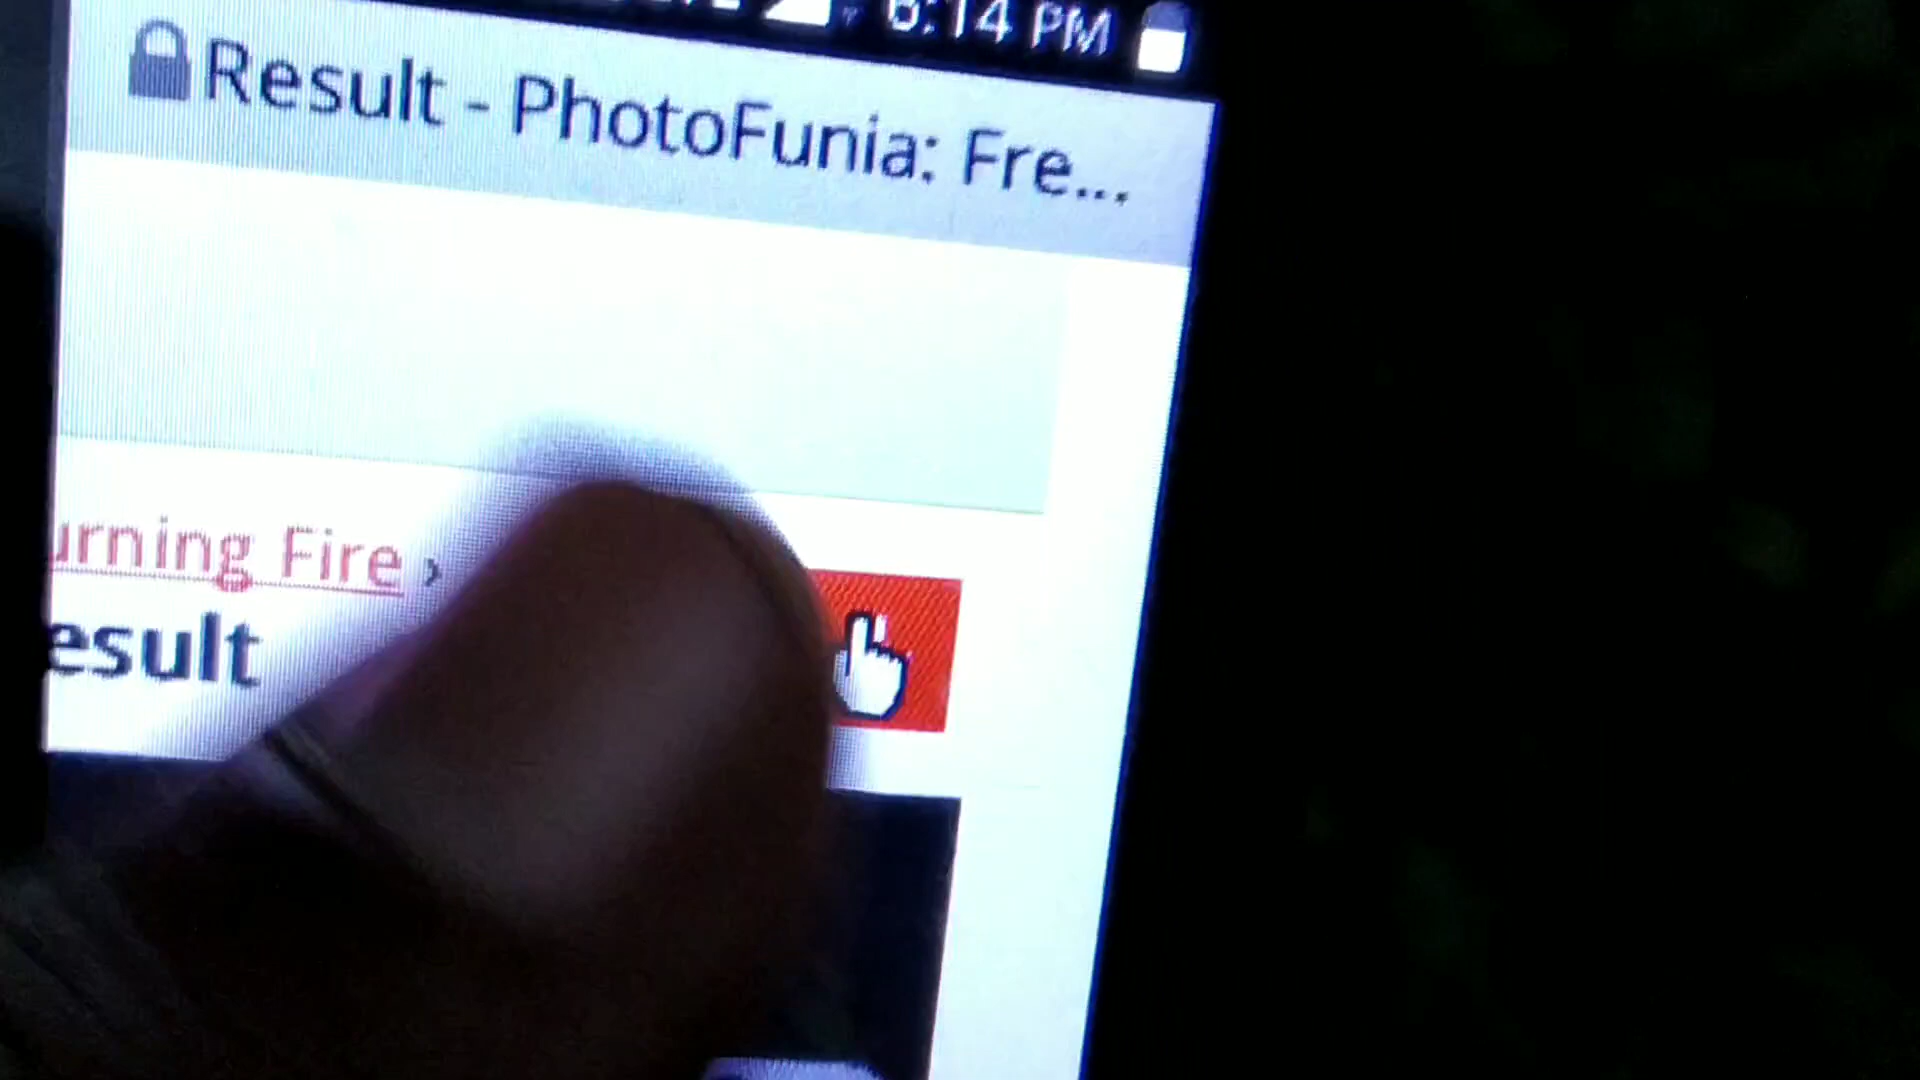 6:14 PM
Result - PhotoFunia: Fre...
urning Fire ›
esult